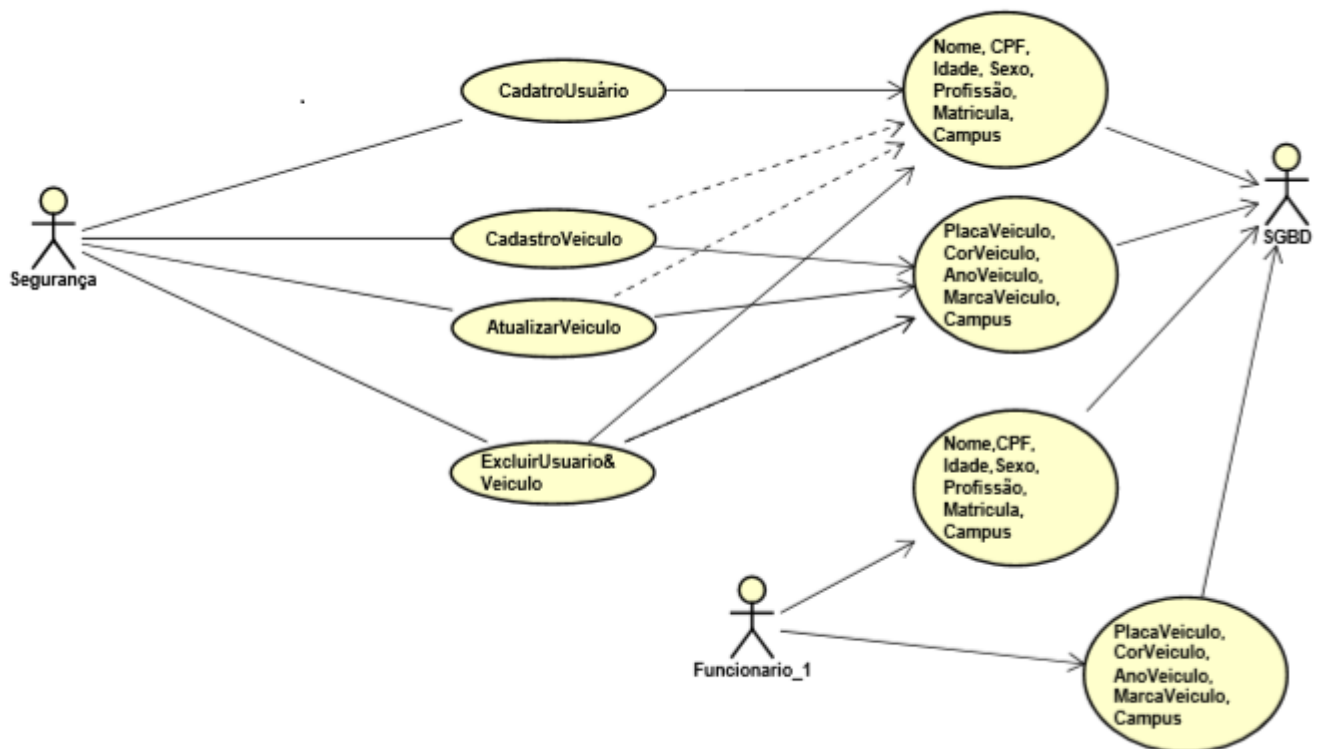 CadatroUsuário
Nome, CPF,
Idade, Sexo,
Profissão,
Matricula,
Campus
Segurança
CadastroVeiculo
PlacaVeiculo,
CorVeiculo,
AnoVeiculo,
MarcaVeiculo,
Campus
SGBD
AtualizarVeiculo
ExcluirUsuario&
Veiculo
Nome,CPF,
Idade,Sexo,
Profissão,
Matricula,
Campus
Funcionario_1
PlacaVeiculo,
CorVeiculo,
AnoVeiculo,
MarcaVeiculo,
Campus